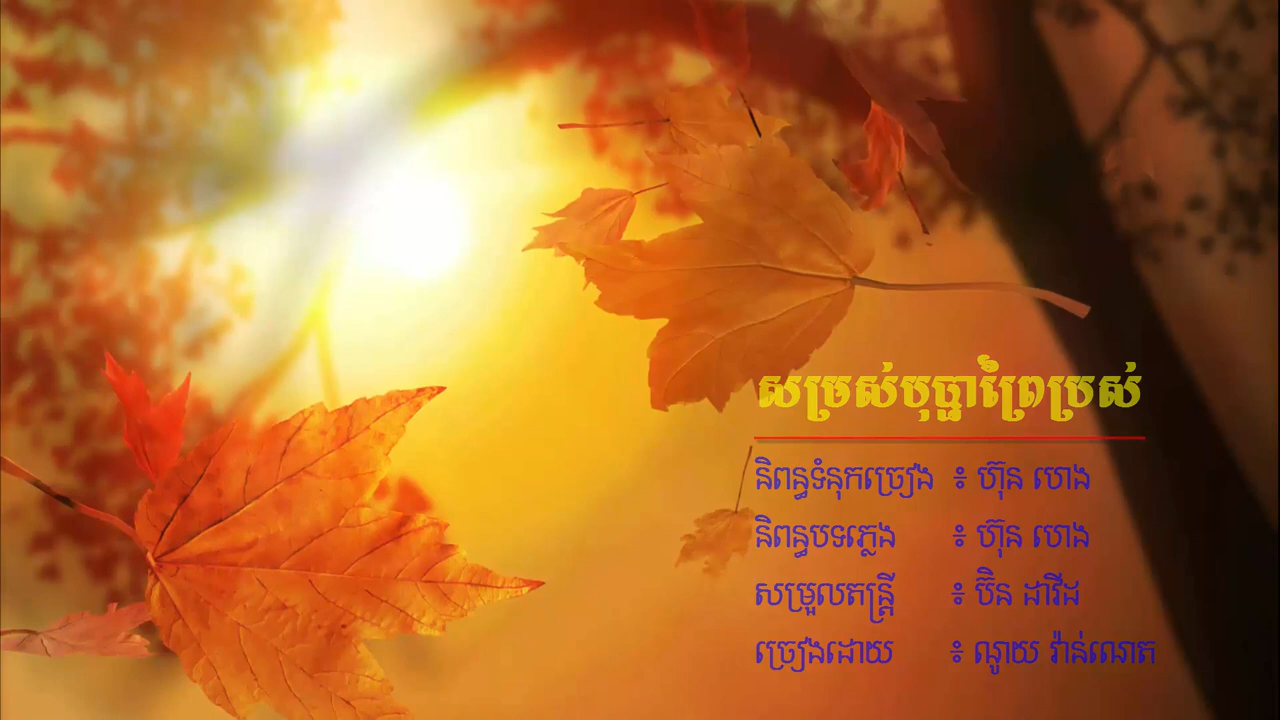 សម្រស់បុប្ផាព្រៃប្រស់
និពន្ធទំនុកច្រៀង ៖ ហ៊ុន ហេង
និពន្ធបទភ្លេង ៖ ហ៊ុន ហេង
សម្រួលតន្ត្រី ៖ ប៊ិន ដាវីដ
ច្រៀងដោយ ៖ ណូយ វ៉ាន់ណេត